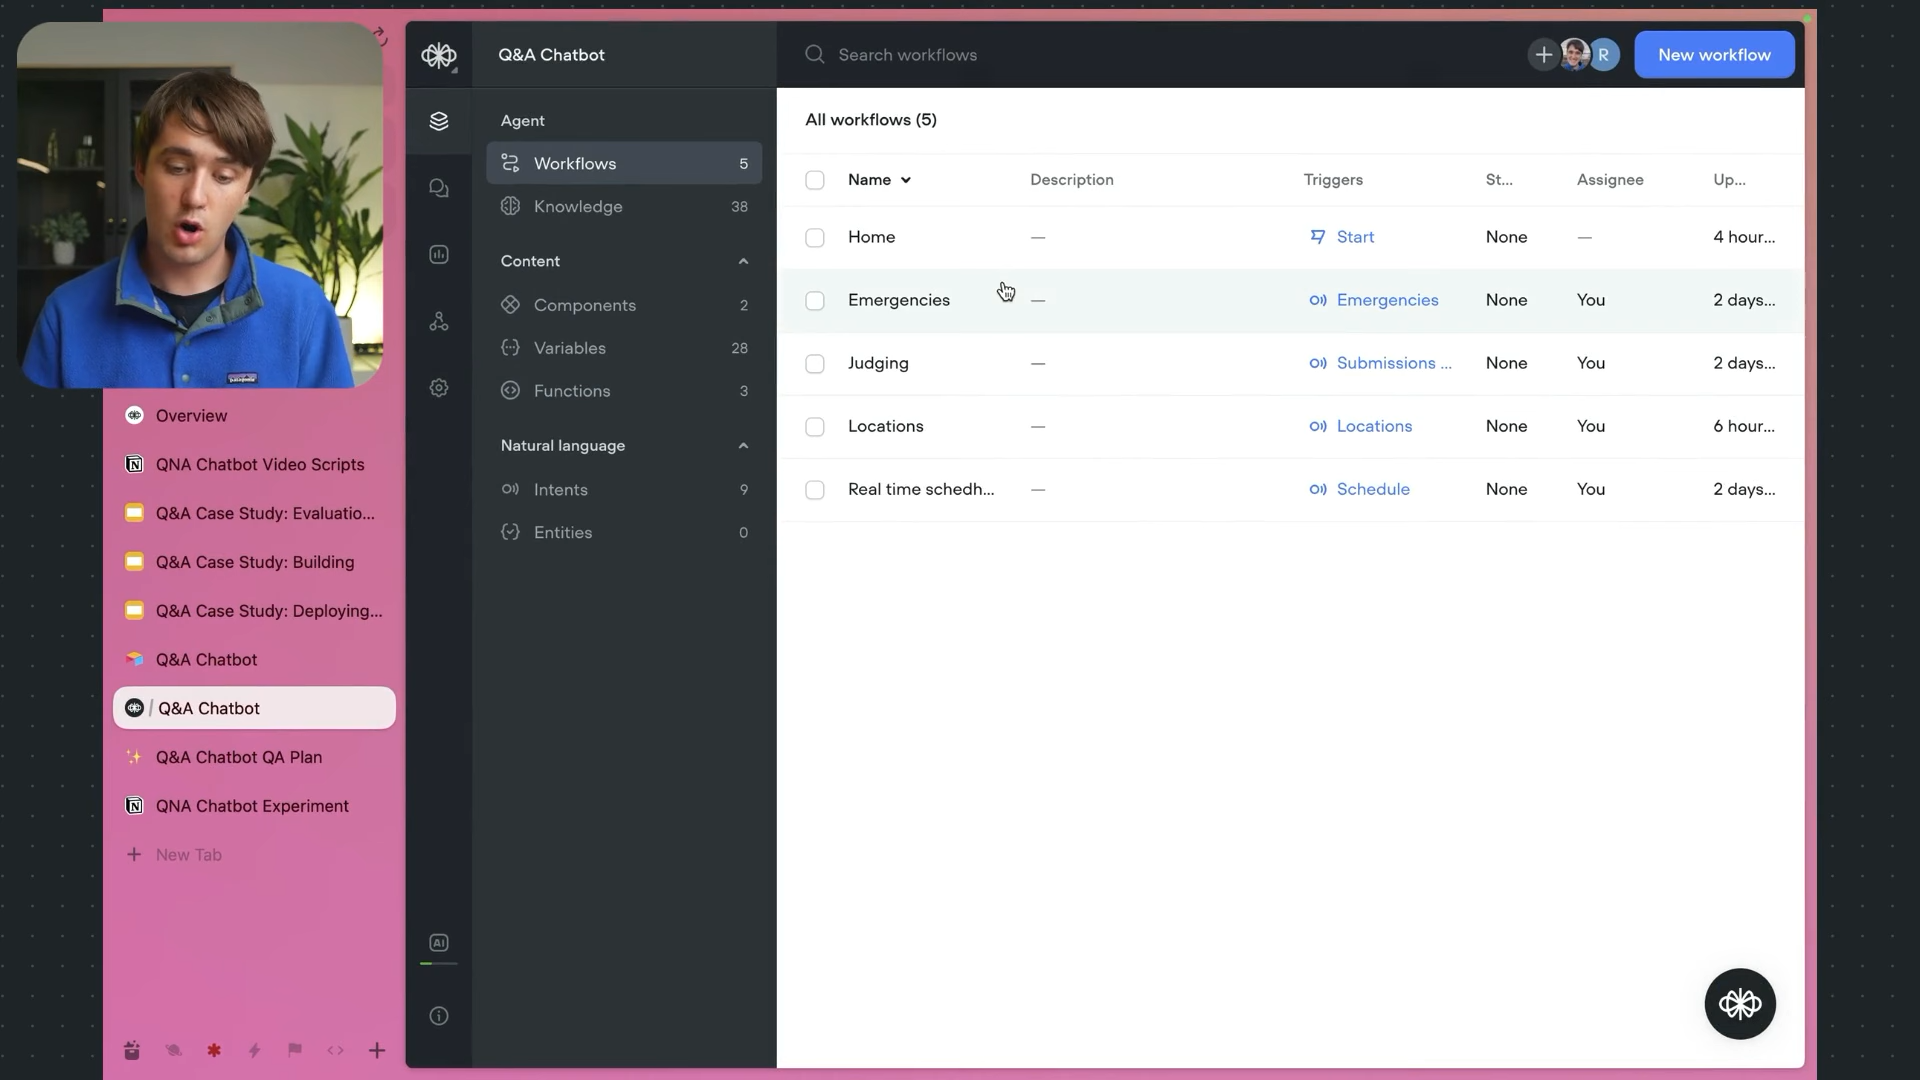 Q&A Chatbot
Search workflows
R
New workflow
Agent
Workflows 5
Knowledge 38
Content
Components 2
Variables 28
Functions 3
Natural language
Intents 9
Entities 0
AI
All workflows (5)
Name Description Triggers St... Assignee Up...
Home — Start None — 4 hour...
Emergencies — Emergencies None You 2 days...
Judging — Submissions ... None You 2 days...
Locations — Locations None You 6 hour...
Real time schedh... — Schedule None You 2 days...
patagonia
Overview
QNA Chatbot Video Scripts
Q&A Case Study: Evaluatio...
Q&A Case Study: Building
Q&A Case Study: Deploying...
Q&A Chatbot
/ Q&A Chatbot
Q&A Chatbot QA Plan
QNA Chatbot Experiment
New Tab